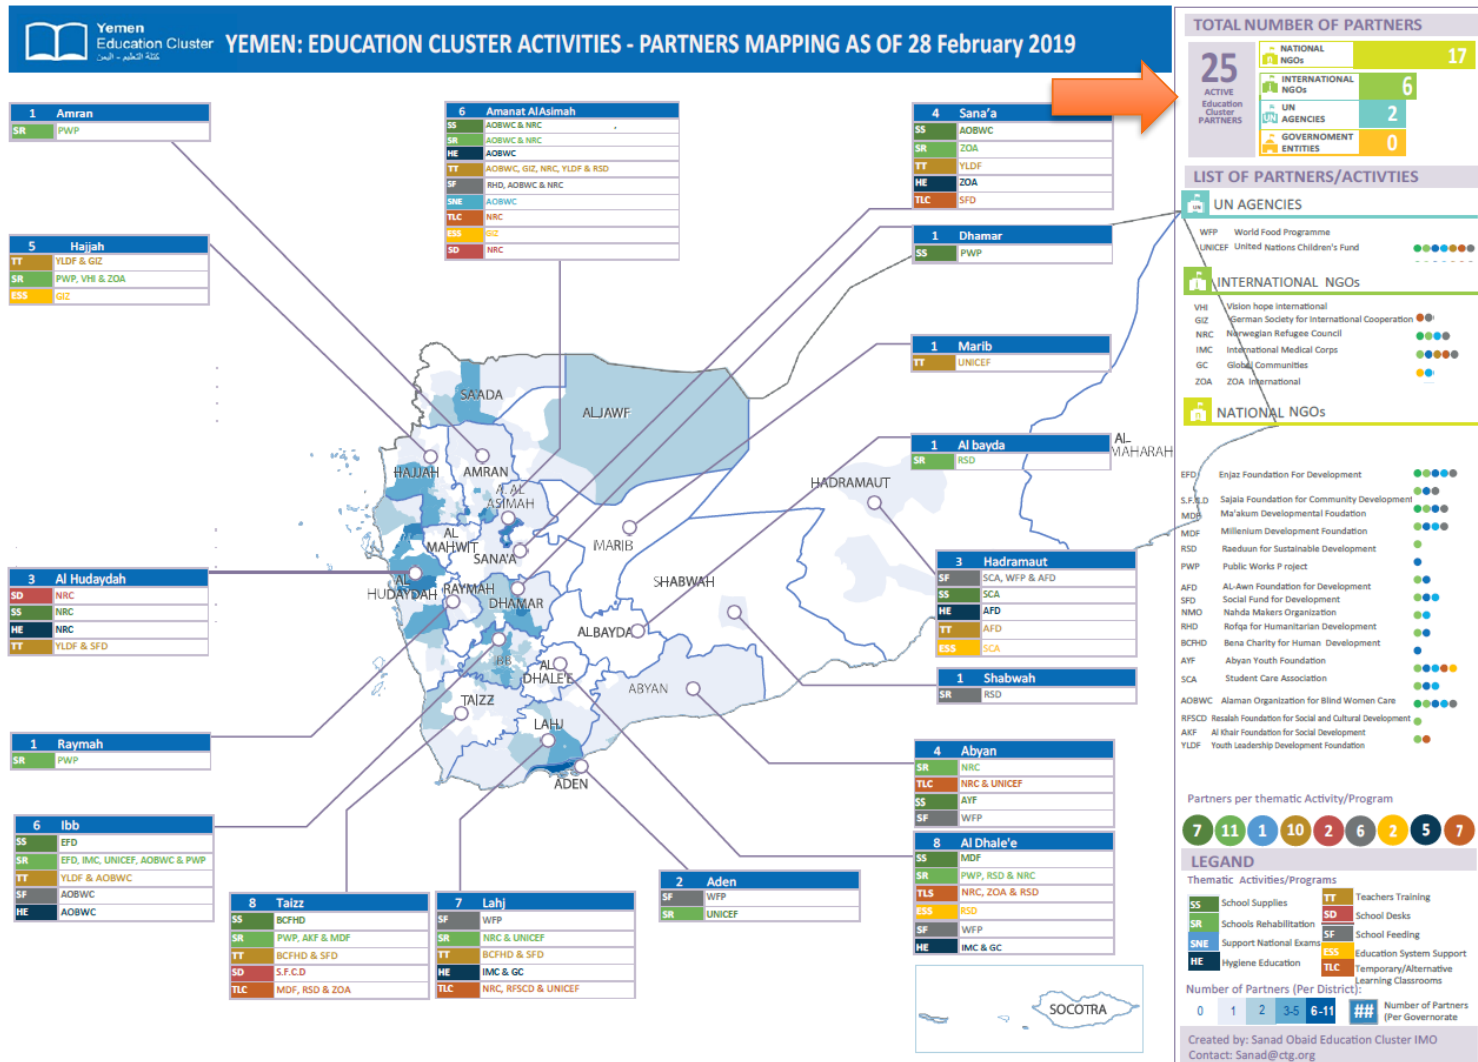 Yemen
Education Cluster
كتلة التعليم - اليمن
YEMEN: EDUCATION CLUSTER ACTIVITIES - PARTNERS MAPPING AS OF 28 February 2019
1 Amran
SR PWP
5 Hajjah
TT YLDF & GIZ
SR PWP, VHI & ZOA
ESS GIZ
6 Amanat AlAsimah
SS AOBWC & NRC
SR AOBWC & NRC
HE AOBWC
TT AOBWC, GIZ, NRC, YLDF & RSD
SF RHD, AOBWC & NRC
SNE AOBWC
TLC NRC
ESS GIZ
SD NRC
4 Sana'a
SS AOBWC
SR ZOA
TT YLDF
HE ZOA
TLC SFD
1 Dhamar
SS PWP
1 Marib
TT UNICEF
1 Al bayda
SR RSD
3 Hadramaut
SF SCA, WFP & AFD
SS SCA
HE AFD
TT AFD
ESS SCA
1 Shabwah
SR RSD
3 Al Hudaydah
SD NRC
SS NRC
HE NRC
TT YLDF & SFD
1 Raymah
SR PWP
6 Ibb
SS EFD
SR EFD, IMC, UNICEF, AOBWC & PWP
TT YLDF & AOBWC
SF AOBWC
HE AOBWC
8 Taizz
SS BCFHD
SR PWP, AKF & MDF
TT BCFHD & SFD
SD S.F.C.D
TLC MDF, RSD & ZOA
7 Lahj
SF WFP
SR NRC & UNICEF
TT BCFHD & SFD
HE IMC & GC
TLC NRC, RFSCD & UNICEF
2 Aden
SF WFP
SR UNICEF
4 Abyan
SR NRC
TLC NRC & UNICEF
SS AYF
SF WFP
8 Al Dhale'e
SS MDF
SR PWP, RSD & NRC
TLS NRC, ZOA & RSD
ESS RSD
SF WFP
HE IMC & GC
SAADA
ALJAWF
HAJJAH
AMRAN
A. AL
ASIMAH
AL
MAHWIT
SANA'A
MARIB
HADRAMAUT
AL
MAHARAH
AL
HUDAYDAH
RAYMAH
DHAMAR
SHABWAH
ALBAYDA
IBB
AL
DHALE'E
TAIZZ
ABYAN
LAHJ
ADEN
SOCOTRA
TOTAL NUMBER OF PARTNERS
25
ACTIVE
Education
Cluster
PARTNERS
NATIONAL
NGOs
17
INTERNATIONAL
NGOs
6
UN
UN
AGENCIES
2
GOVERNOMENT
ENTITIES
0
LIST OF PARTNERS/ACTIVTIES
UN
UN AGENCIES
WFP World Food Programme
UNICEF United Nations Children's Fund
INTERNATIONAL NGOs
VHI Vision hope international
GIZ German Society for International Cooperation
NRC Norwegian Refugee Council
IMC International Medical Corps
GC Global Communities
ZOA ZOA International
NATIONAL NGOs
EFD Enjaz Foundation For Development
S.F.C.D Sajaia Foundation for Community Development
MDF Ma'akum Developmental Foudation
MDF Millenium Development Foundation
RSD Raeduun for Sustainable Development
PWP Public Works P roject
AFD AL-Awn Foundation for Development
SFD Social Fund for Development
NMO Nahda Makers Organization
RHD Rofqa for Humanitarian Development
BCFHD Bena Charity for Human Development
AYF Abyan Youth Foundation
SCA Student Care Association
AOBWC Alaman Organization for Blind Women Care
RFSCD Resalah Foundation for Social and Cultural Development
AKF Al Khair Foundation for Social Development
YLDF Youth Leadership Development Foundation
Partners per thematic Activity/Program
7 11 1 10 2 6 2 5 7
LEGAND
Thematic Activities/Programs
SS School Supplies
SR Schools Rehabilitation
SNE Support National Exams
HE Hygiene Education
TT Teachers Training
SD School Desks
SF School Feeding
ESS Education System Support
TLC Temporary/Alternative
Learning Classrooms
Number of Partners (Per District):
0 1 2 3-5 6-11
## Number of Partners
(Per Governorate
Created by: Sanad Obaid Education Cluster IMO
Contact: Sanad@ctg.org